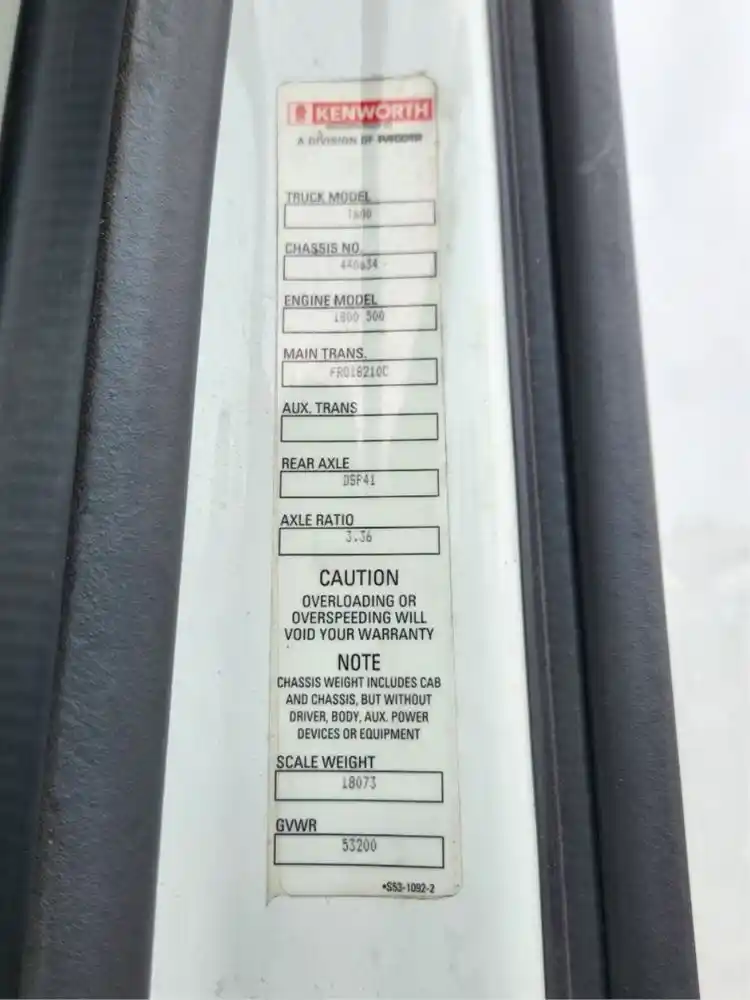 KENWORTH
A DIVISION OF PACCAR
TRUCK MODEL
T800
CHASSIS NO.
ENGINE MODEL
1800 500
MAIN TRANS.
FRO18210C
AUX. TRANS
REAR AXLE
DSP41
AXLE RATIO
3.36
CAUTION
OVERLOADING OR
OVERSPEEDING WILL
VOID YOUR WARRANTY
NOTE
CHASSIS WEIGHT INCLUDES CAB
AND CHASSIS, BUT WITHOUT
DRIVER, BODY, AUX. POWER
DEVICES OR EQUIPMENT
SCALE WEIGHT
18073
GVWR
53200
•S53-1092-2